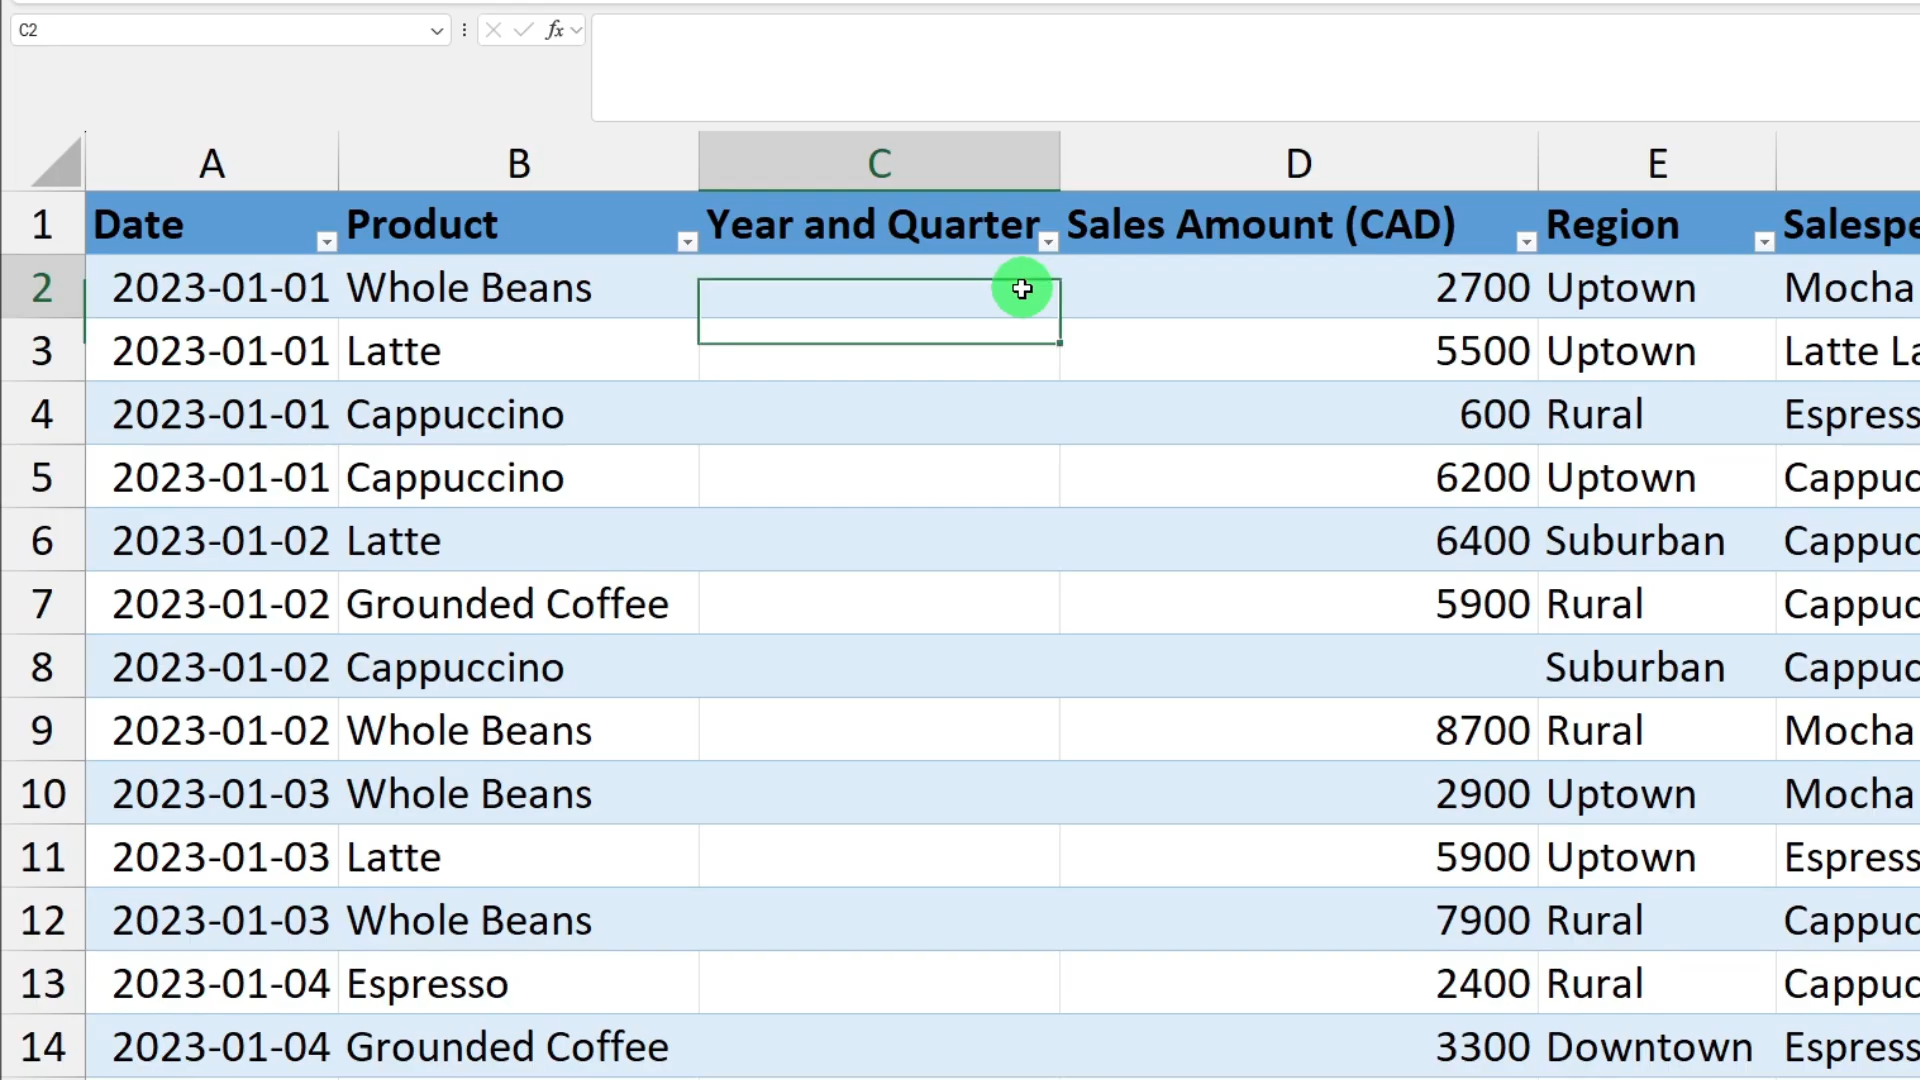 C2 fx
A B C D E
1 Date Product Year and Quarter Sales Amount (CAD) Region Salespe
2 2023-01-01 Whole Beans 2700 Uptown Mocha
3 2023-01-01 Latte 5500 Uptown Latte La
4 2023-01-01 Cappuccino 600 Rural Espress
5 2023-01-01 Cappuccino 6200 Uptown Cappuc
6 2023-01-02 Latte 6400 Suburban Cappuc
7 2023-01-02 Grounded Coffee 5900 Rural Cappuc
8 2023-01-02 Cappuccino Suburban Cappuc
9 2023-01-02 Whole Beans 8700 Rural Mocha
10 2023-01-03 Whole Beans 2900 Uptown Mocha
11 2023-01-03 Latte 5900 Uptown Espress
12 2023-01-03 Whole Beans 7900 Rural Cappuc
13 2023-01-04 Espresso 2400 Rural Cappuc
14 2023-01-04 Grounded Coffee 3300 Downtown Espress